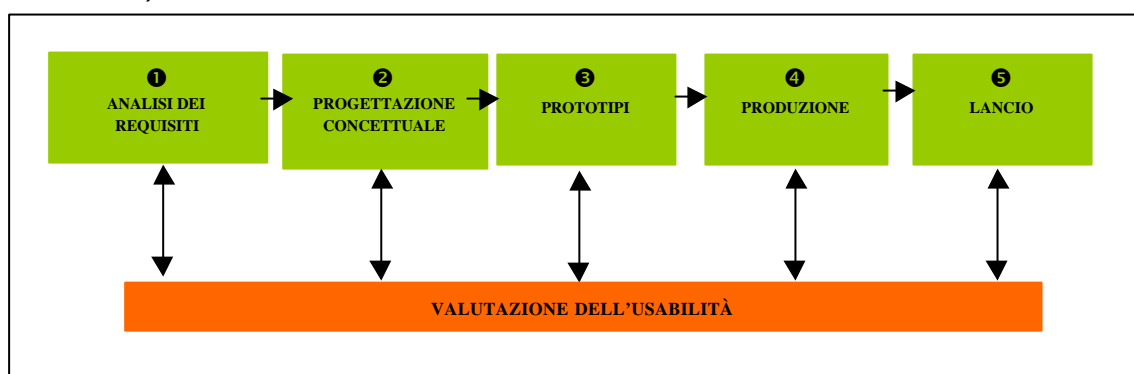 ❶
ANALISI DEI
REQUISITI
❷
PROGETTAZIONE
CONCETTUALE
❸
PROTOTIPI
❹
PRODUZIONE
❺
LANCIO
VALUTAZIONE DELL’USABILITÀ